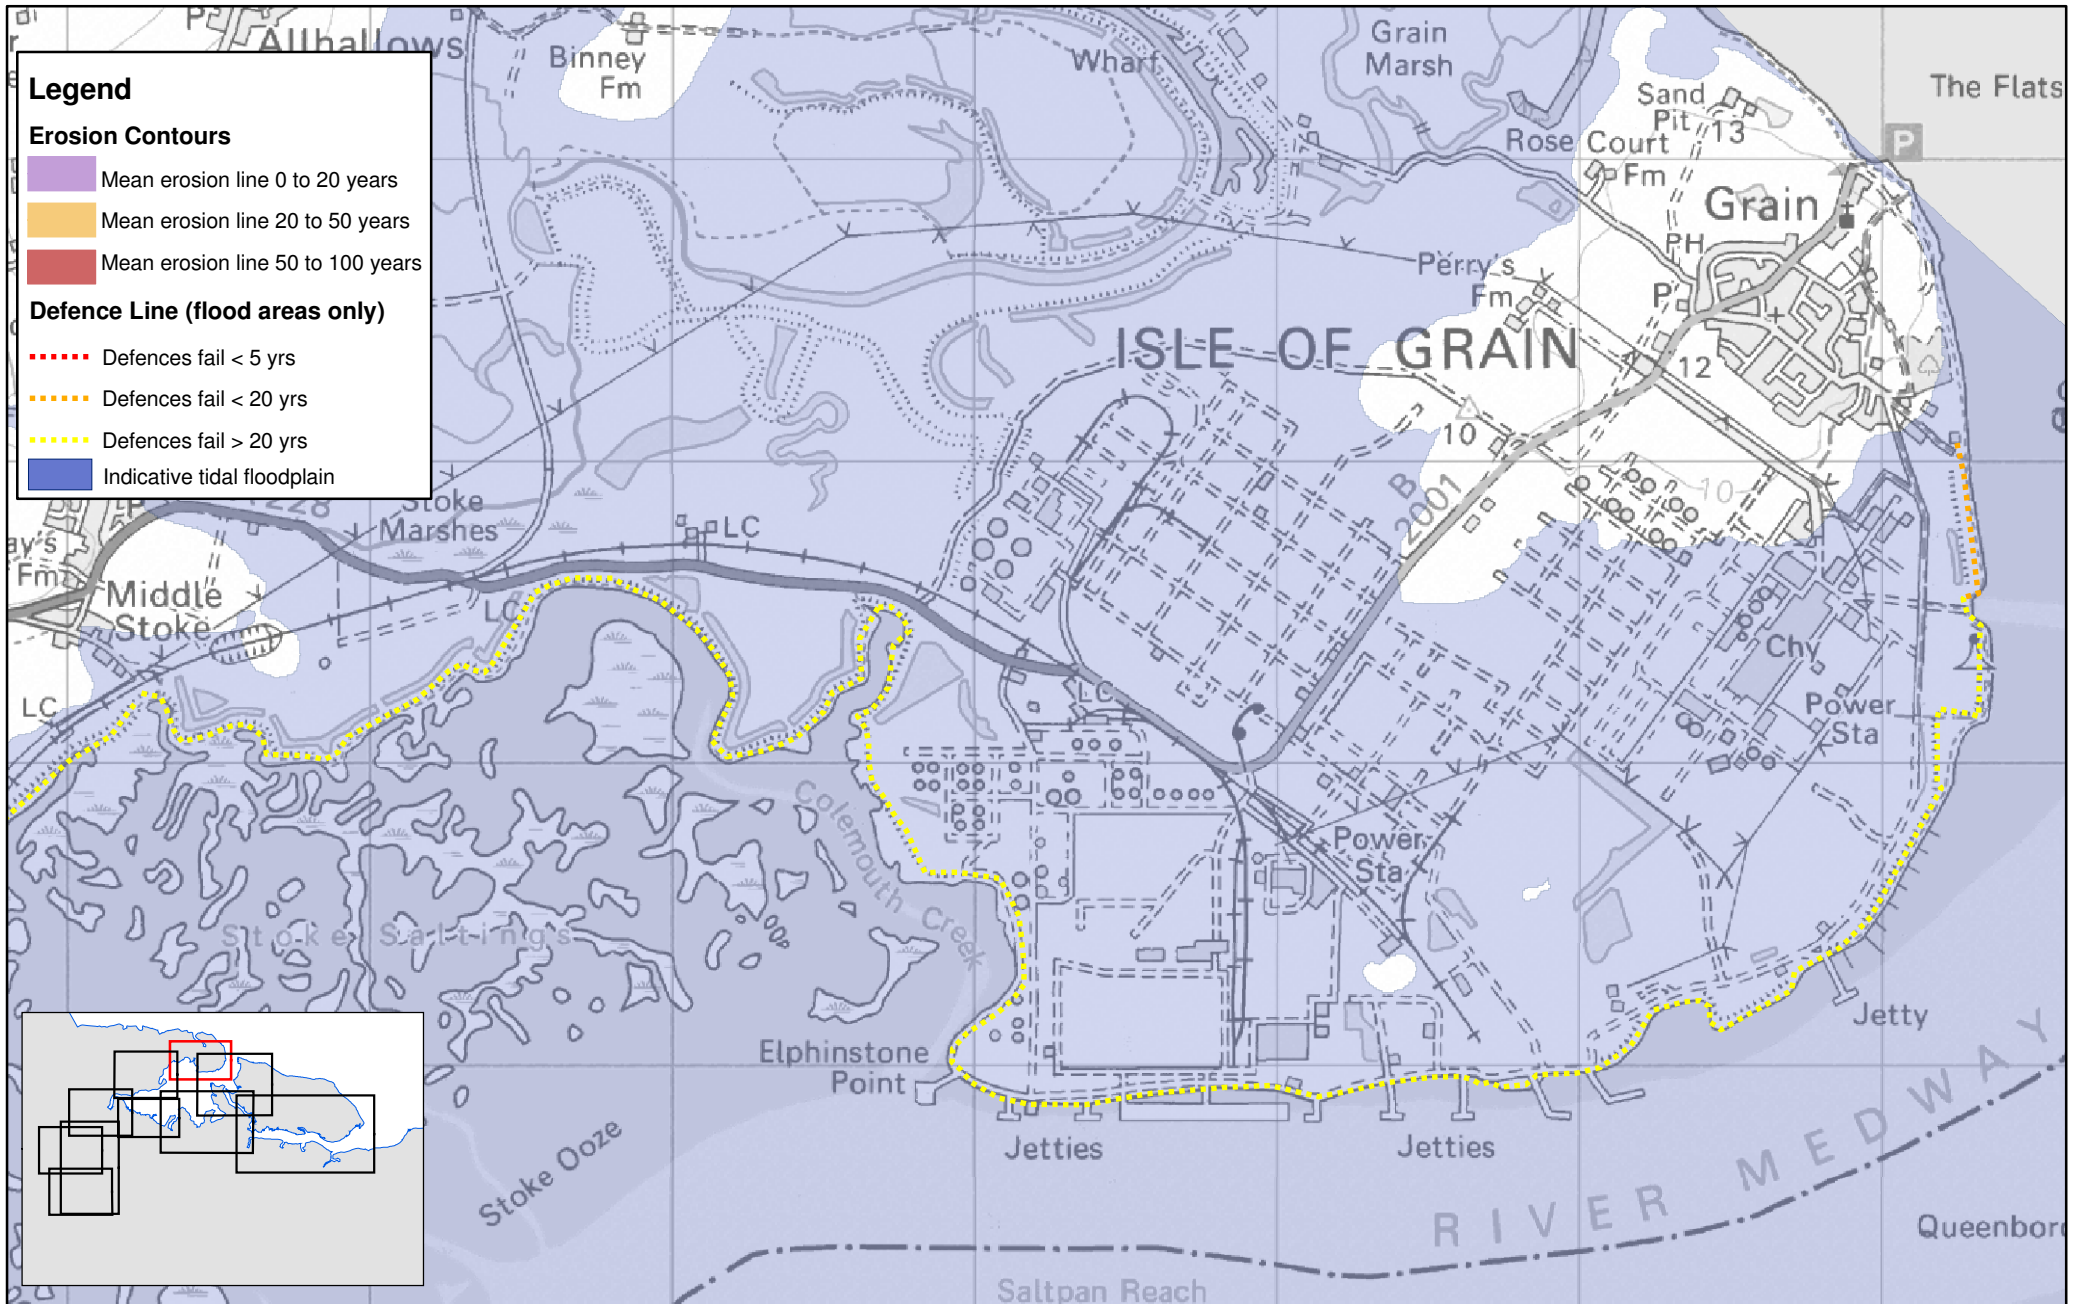 Allhallows
Binney
Fm
Wharf
Grain
Marsh
The Flats
Sand
Pit
13
P
Rose Court
Fm
Grain
PH
Perry's
Fm
P
ISLE OF GRAIN
12
10
10
B 2001
Legend
Erosion Contours
Mean erosion line 0 to 20 years
Mean erosion line 20 to 50 years
Mean erosion line 50 to 100 years
Defence Line (flood areas only)
Defences fail < 5 yrs
Defences fail < 20 yrs
Defences fail > 20 yrs
Indicative tidal floodplain
228
Stoke
Marshes
LC
ay's
Fm
Middle
Stoke
LC
LC
LC
Chy
Power
Sta
Power
Sta
Colemouth Creek
Stoke Saltings
Elphinstone
Point
Jetty
Jetties
Jetties
Stoke Ooze
RIVER MEDWAY
Queenbor
Saltpan Reach